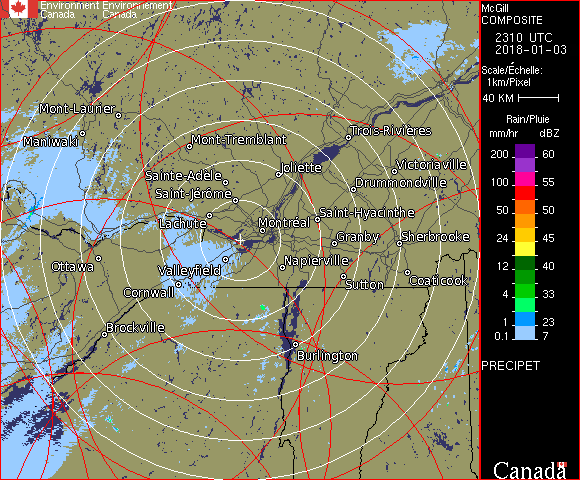 Environment Environnement
Canada Canada
McGill
COMPOSITE
2310 UTC
2018-01-03
Scale/Échelle:
1km/Pixel
40 KM
Rain/Pluie
mm/hr dBZ
200 60
100 55
85 55
50 50
24 45
12 40
4 33
1 23
0.1 7
PRECIPET
Canada
Mont-Laurier
Maniwaki
Mont-Tremblant
Trois-Rivières
Victoriaville
Joliette
Sainte-Adèle
Drummondville
Saint-Jérôme
Lachute
Saint-Hyacinthe
Montréal
Granby
Sherbrooke
Ottawa
Valleyfield
Napierville
Cornwall
Sutton
Coaticook
Brockville
Burlington